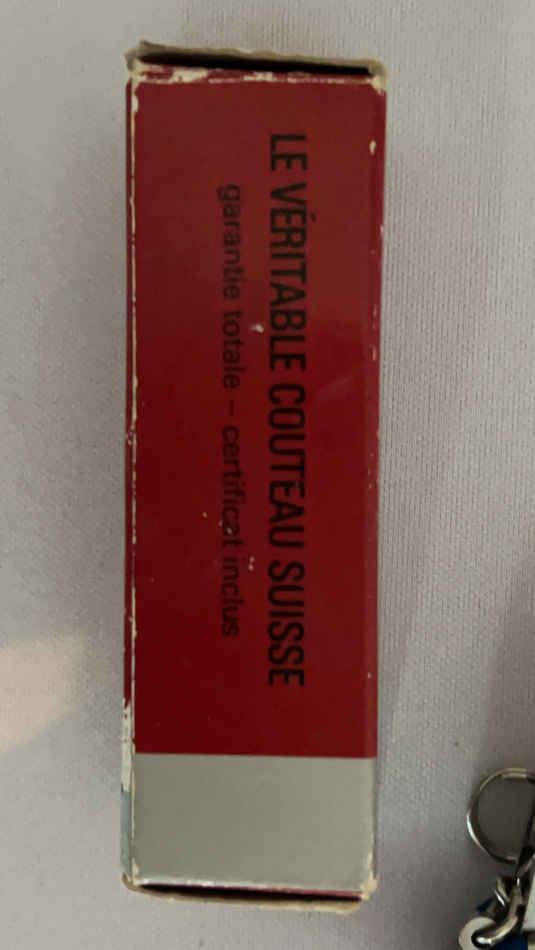 LE VÉRITABLE COUTEAU SUISSE
garantie totale – certificat inclus